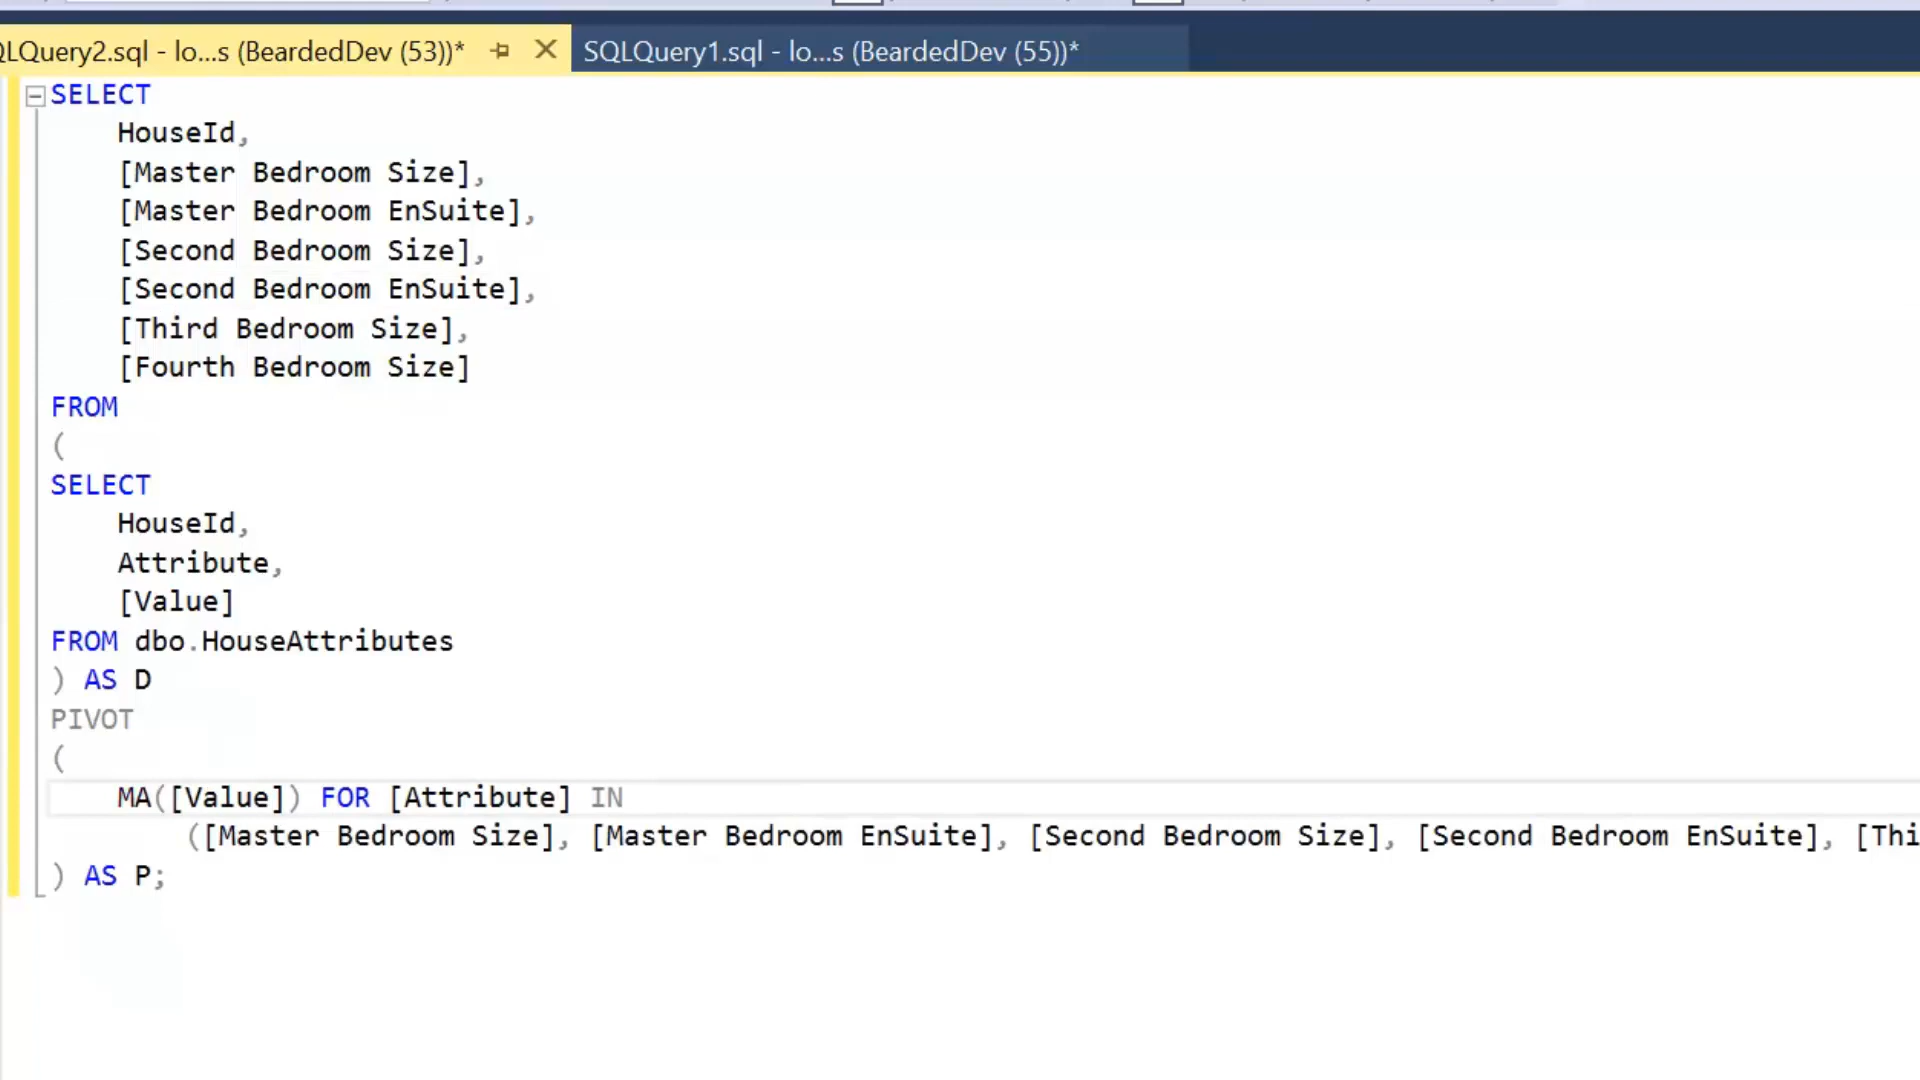 LQuery2.sql - lo...s (BeardedDev (53))*
SQLQuery1.sql - lo...s (BeardedDev (55))*
SELECT
HouseId,
[Master Bedroom Size],
[Master Bedroom EnSuite],
[Second Bedroom Size],
[Second Bedroom EnSuite],
[Third Bedroom Size],
[Fourth Bedroom Size]
FROM
(
SELECT
HouseId,
Attribute,
[Value]
FROM dbo.HouseAttributes
) AS D
PIVOT
(
MA([Value]) FOR [Attribute] IN
([Master Bedroom Size], [Master Bedroom EnSuite], [Second Bedroom Size], [Second Bedroom EnSuite], [Thi
) AS P;